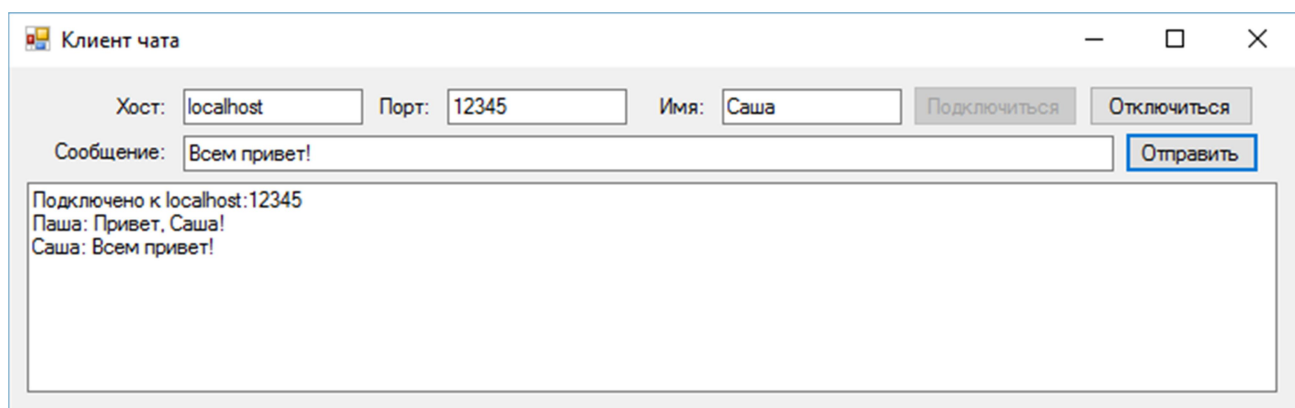 Клиент чата
Хост: localhost Порт: 12345 Имя: Саша Подключиться Отключиться
Сообщение: Всем привет! Отправить
Подключено к localhost:12345
Паша: Привет, Саша!
Саша: Всем привет!